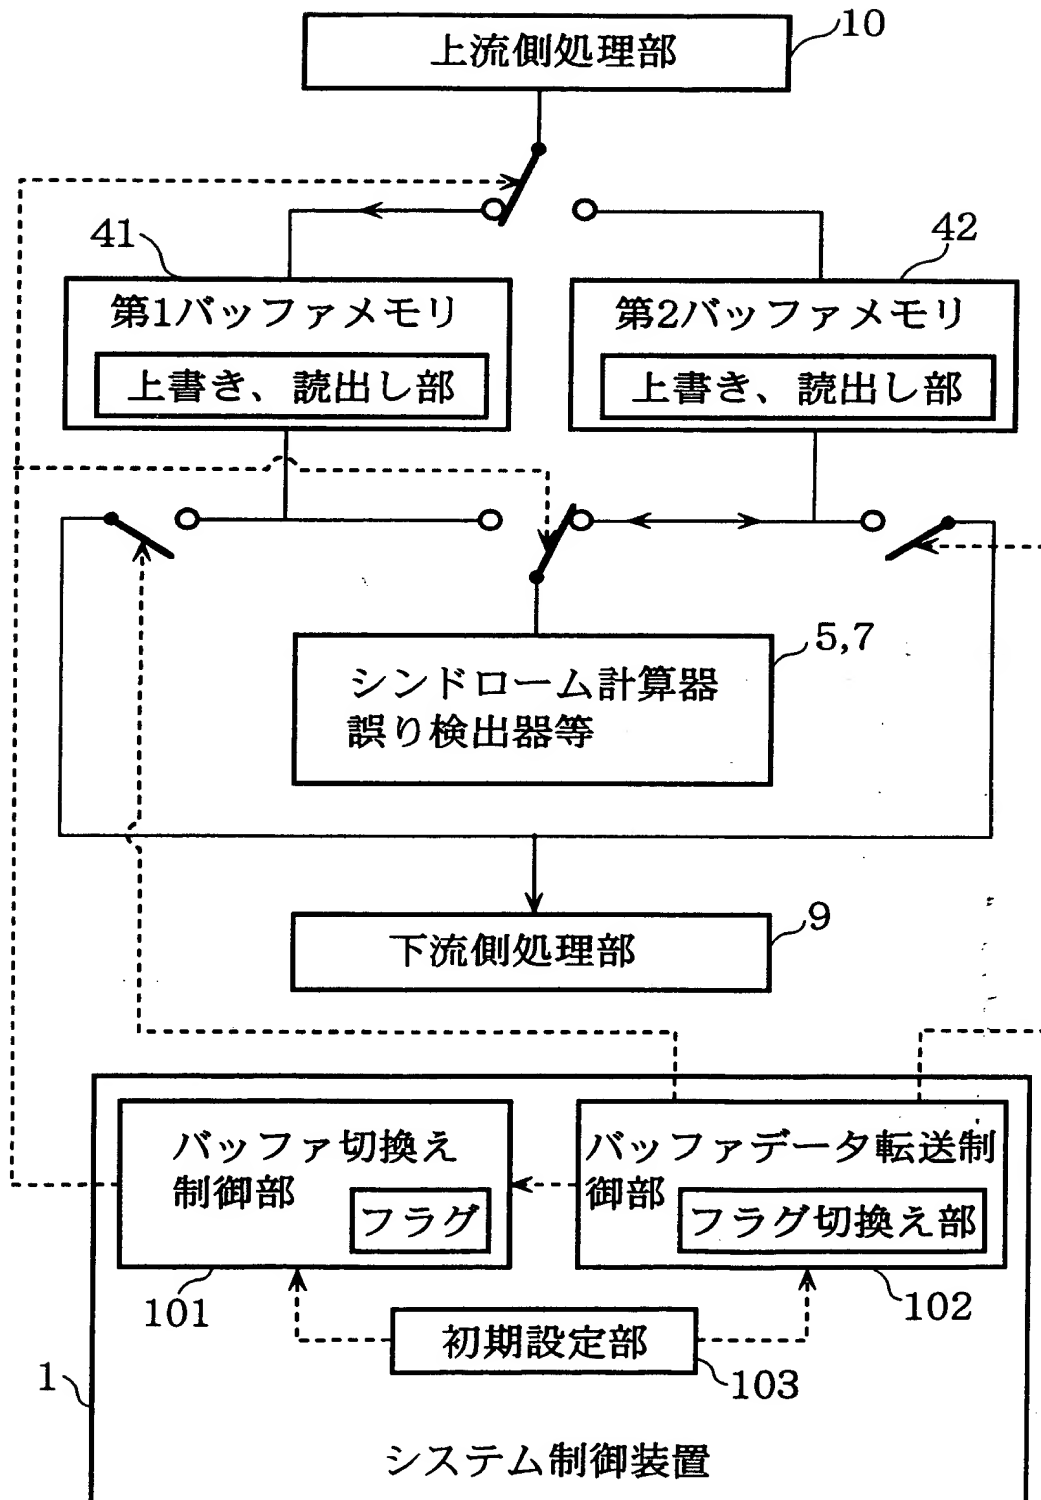 10
上流側処理部
41
42
第1バッファメモリ
第2バッファメモリ
上書き、読出し部
上書き、読出し部
5,7
シンドローム計算器
誤り検出器等
9
下流側処理部
バッファ切換え
制御部
フラグ
バッファデータ転送制
御部
フラグ切換え部
101
102
初期設定部
103
1
システム制御装置